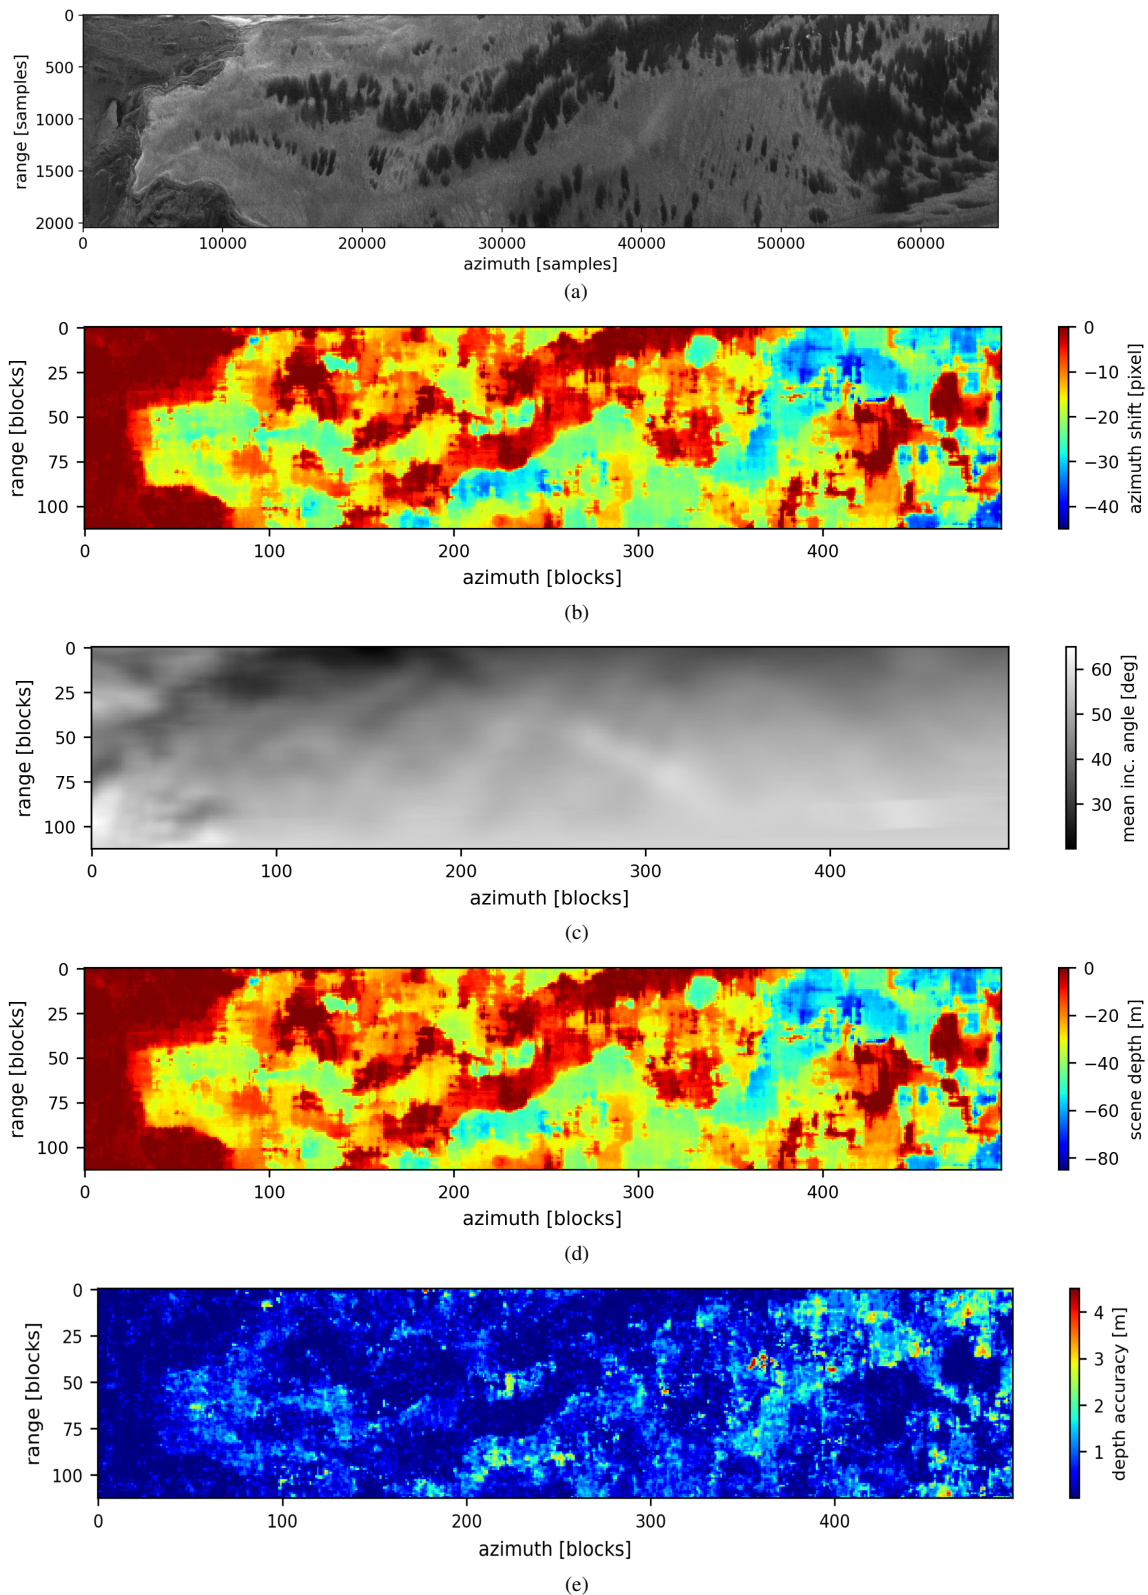 0
500
1000
1500
2000
range [samples]
0 10000 20000 30000 40000 50000 60000
azimuth [samples]
(a)
0
25
50
75
100
range [blocks]
0 100 200 300 400
azimuth [blocks]
0
−10
−20
−30
−40
azimuth shift [pixel]
(b)
0
25
50
75
100
range [blocks]
0 100 200 300 400
azimuth [blocks]
60
50
40
30
mean inc. angle [deg]
(c)
0
25
50
75
100
range [blocks]
0 100 200 300 400
azimuth [blocks]
0
−20
−40
−60
−80
scene depth [m]
(d)
0
25
50
75
100
range [blocks]
0 100 200 300 400
azimuth [blocks]
4
3
2
1
depth accuracy [m]
(e)